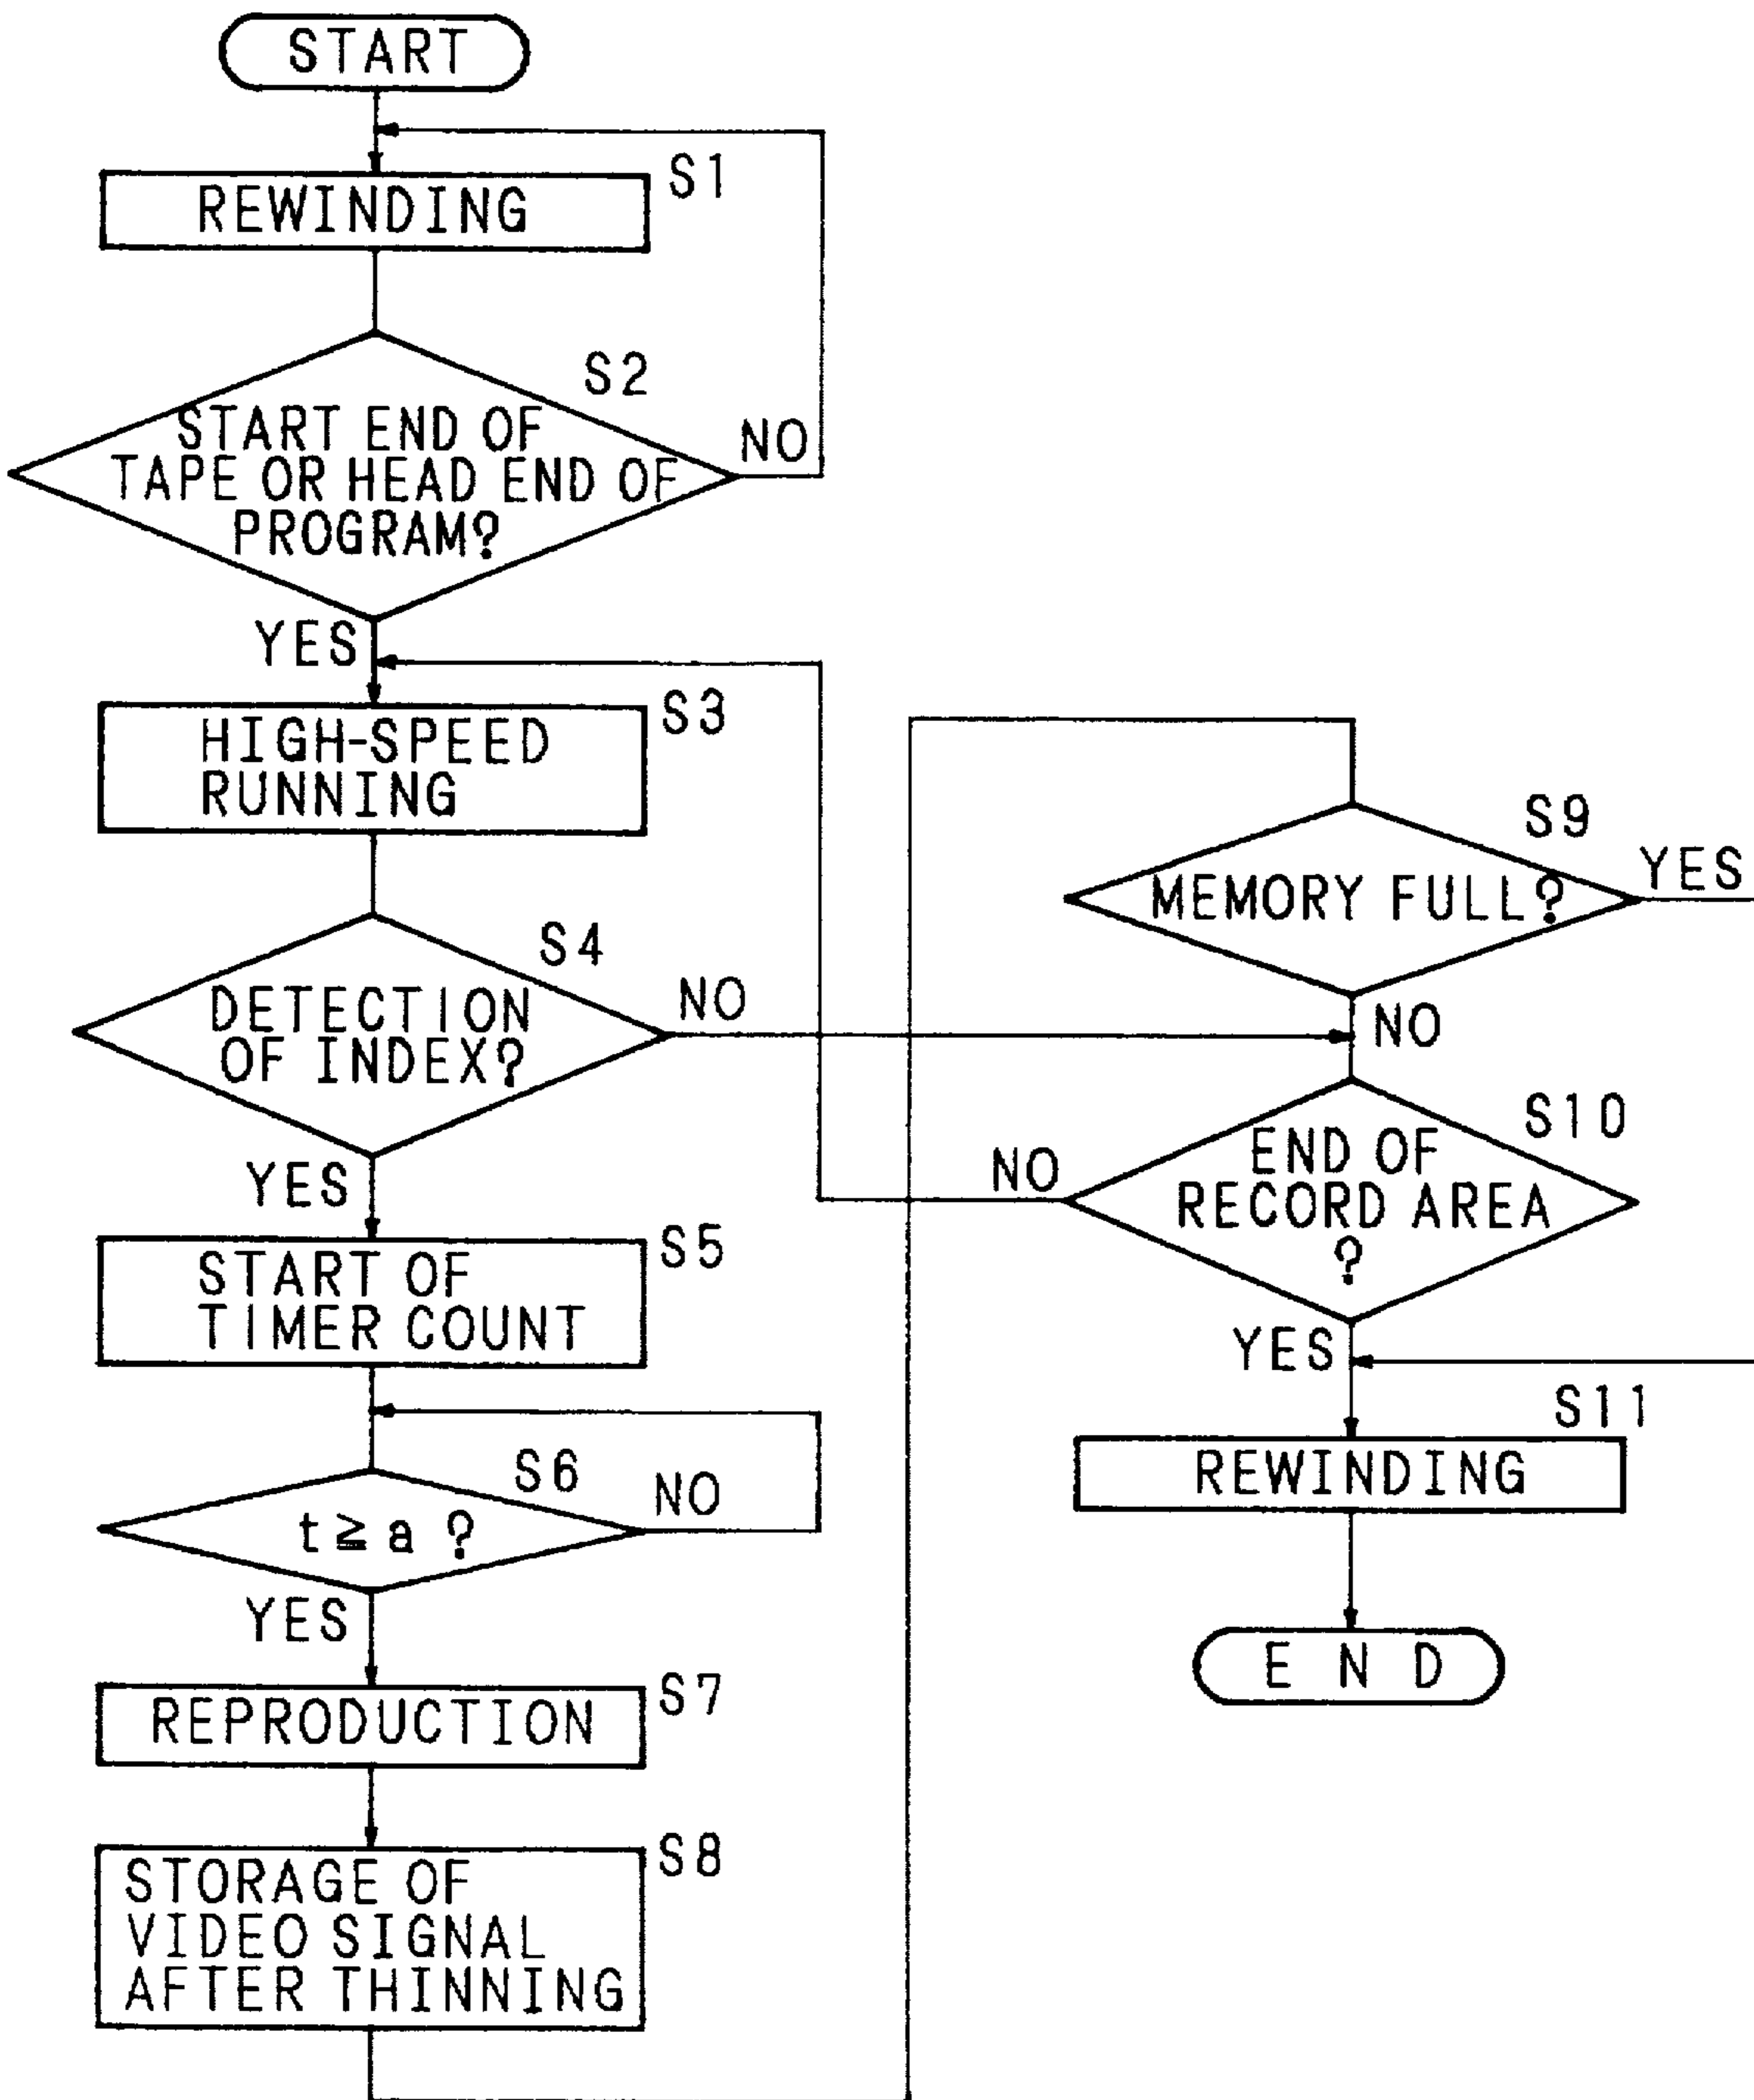 START
REWINDING
S1
S2
START END OF
TAPE OR HEAD END OF
PROGRAM?
NO
YES
S3
HIGH-SPEED
RUNNING
S4
DETECTION
OF INDEX?
NO
YES
S5
START OF
TIMER COUNT
S6
t≧a ?
NO
YES
S7
REPRODUCTION
S8
STORAGE OF
VIDEO SIGNAL
AFTER THINNING
S9
MEMORY FULL?
YES
NO
S10
END OF
RECORD AREA
?
NO
YES
S11
REWINDING
E N D